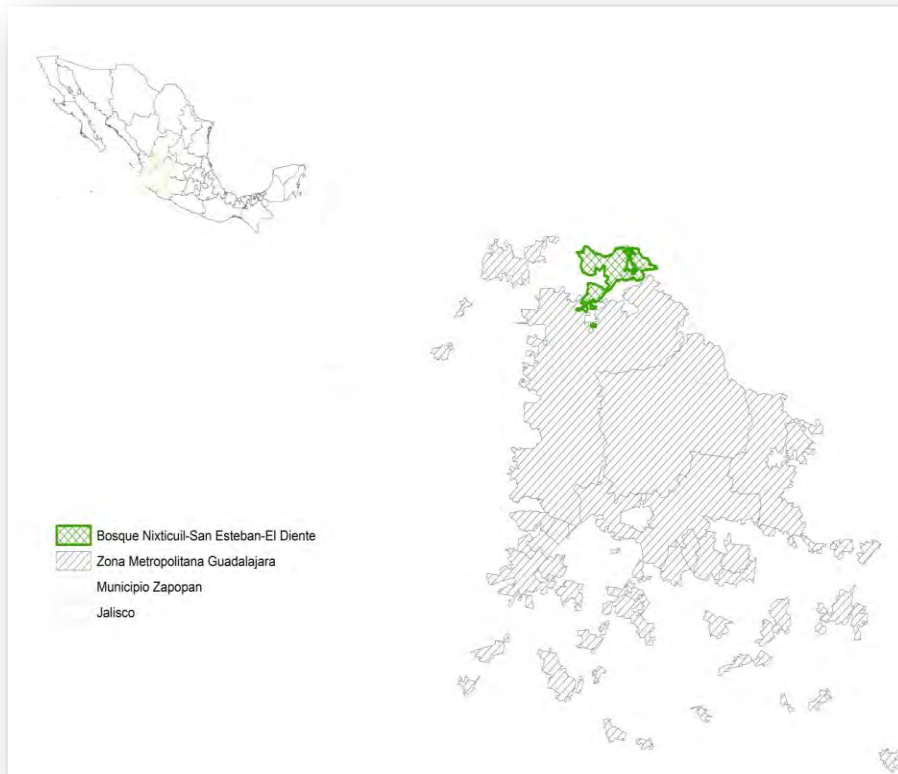 Bosque Nixticuil-San Esteban-El Diente
Zona Metropolitana Guadalajara
Municipio Zapopan
Jalisco